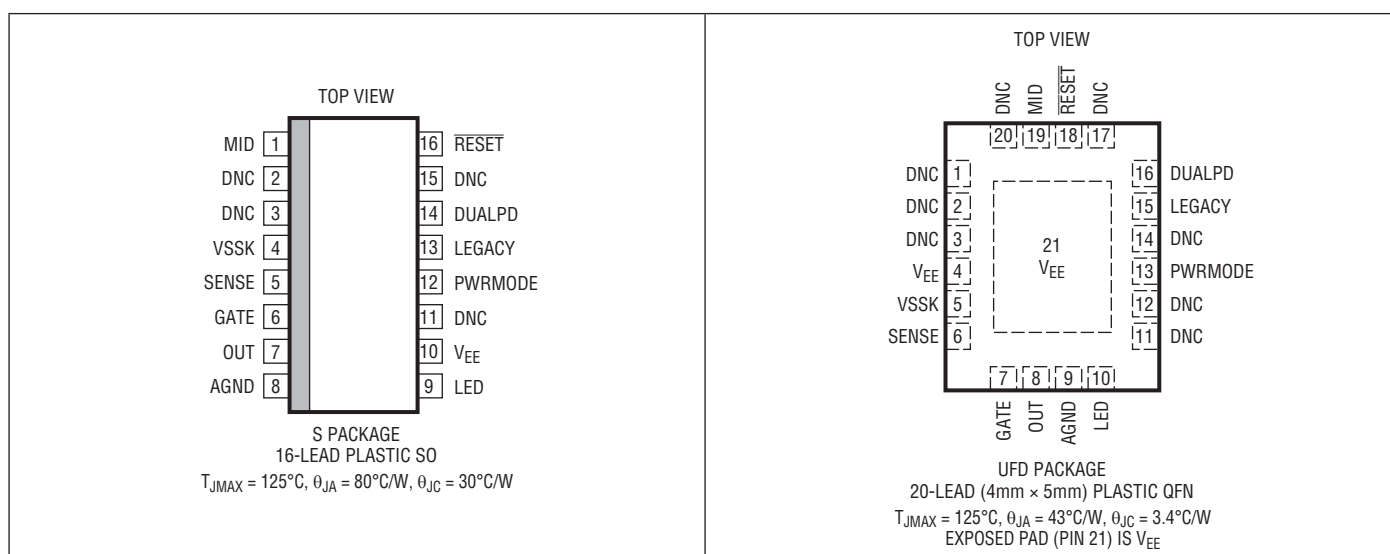 TOP VIEW
MID 1
DNC 2
DNC 3
VSSK 4
SENSE 5
GATE 6
OUT 7
AGND 8
16 RESET
15 DNC
14 DUALPD
13 LEGACY
12 PWRMODE
11 DNC
10 VEE
9 LED
S PACKAGE
16-LEAD PLASTIC SO
TJMAX = 125°C, θJA = 80°C/W, θJC = 30°C/W
TOP VIEW
DNC MID RESET DNC
20 19 18 17
DNC 1
DNC 2
DNC 3
VEE 4
VSSK 5
SENSE 6
21
VEE
16 DUALPD
15 LEGACY
14 DNC
13 PWRMODE
12 DNC
11 DNC
7 8 9 10
GATE OUT AGND LED
UFD PACKAGE
20-LEAD (4mm × 5mm) PLASTIC QFN
TJMAX = 125°C, θJA = 43°C/W, θJC = 3.4°C/W
EXPOSED PAD (PIN 21) IS VEE